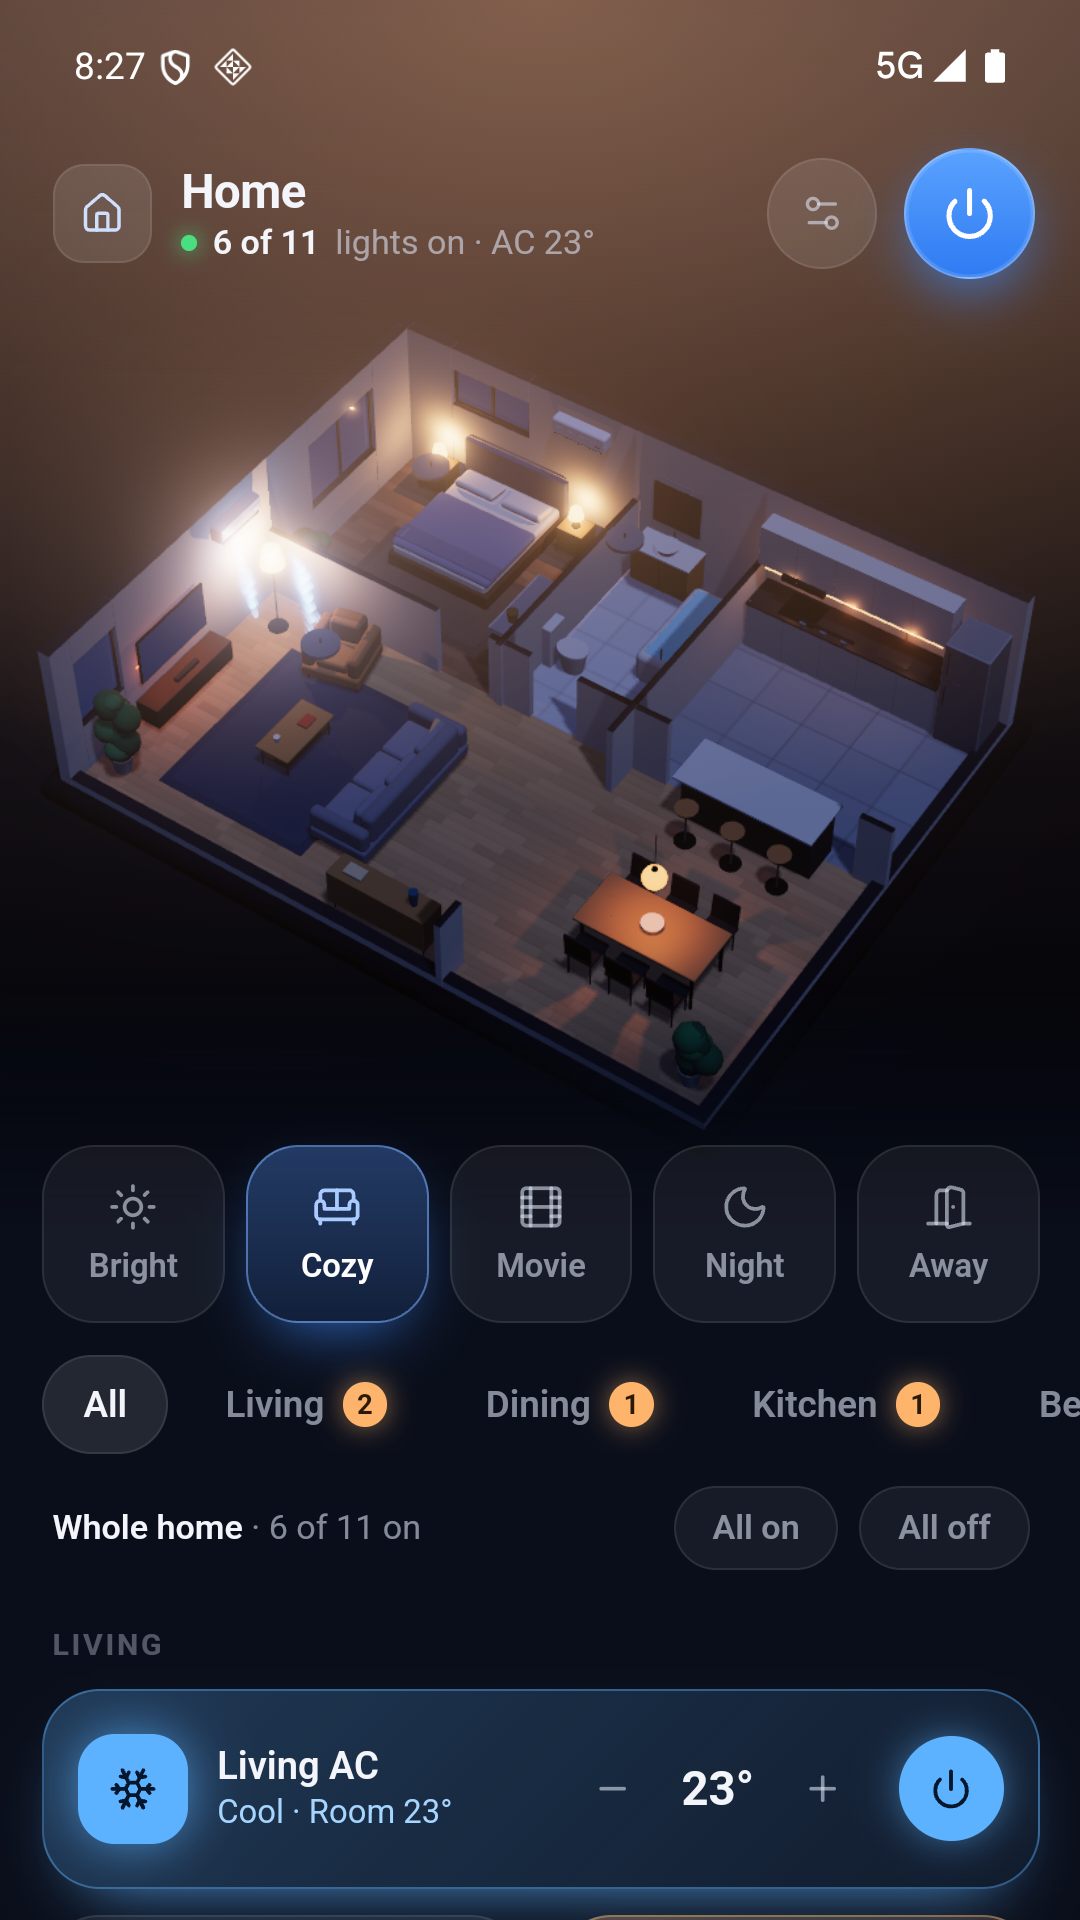 8:27
5G
Home
6 of 11 lights on · AC 23°
Bright
Cozy
Movie
Night
Away
All
Living 2
Dining 1
Kitchen 1
Be
Whole home · 6 of 11 on
All on
All off
LIVING
Living AC
Cool · Room 23°
− 23° +